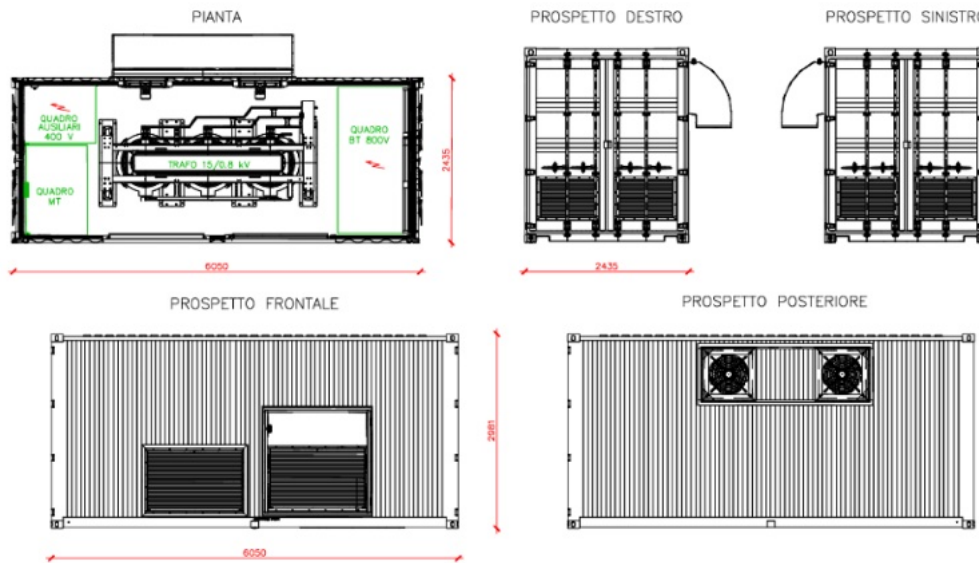 PIANTA
PROSPETTO DESTRO
PROSPETTO SINISTRO
QUADRO
AUSILIARI
400 V
QUADRO
MT
TRAFO 15/0.8 kV
QUADRO
BT 800V
2435
6050
2435
PROSPETTO FRONTALE
PROSPETTO POSTERIORE
2981
6050